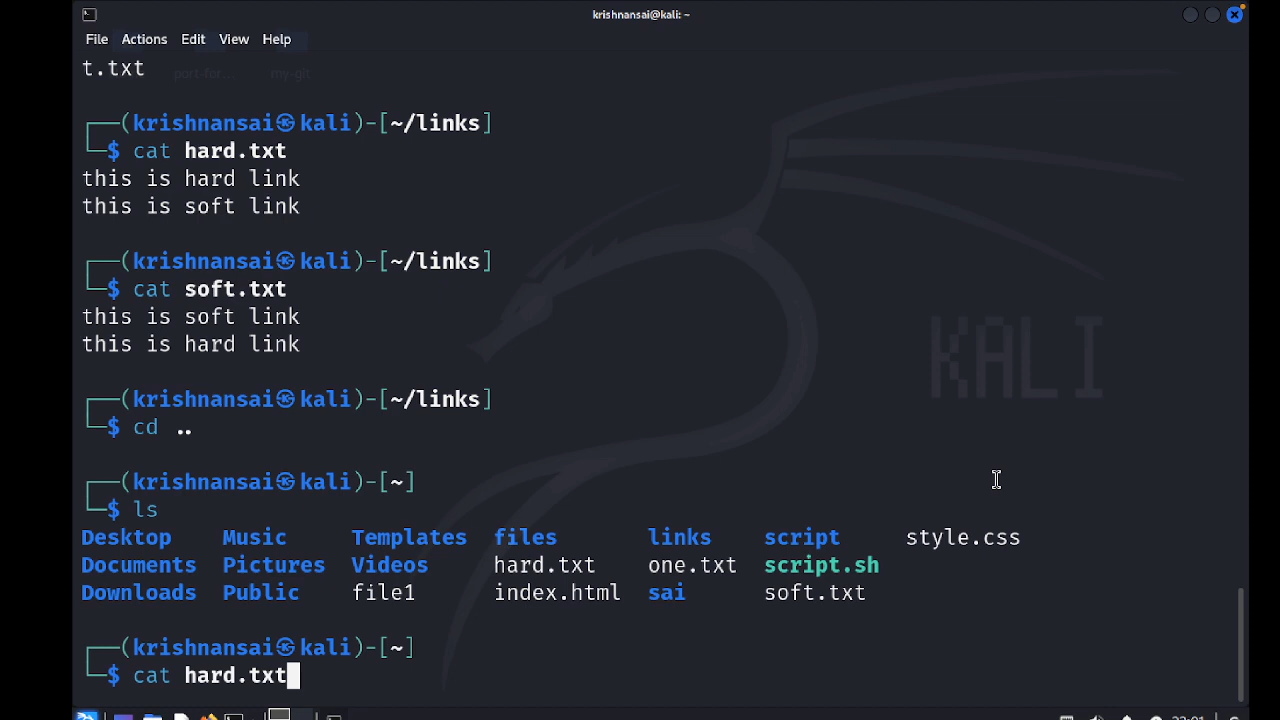 krishnansai@kali: ~
File Actions Edit View Help
t.txt
┌──(krishnansai㉿kali)-[~/links]
└─$ cat hard.txt
this is hard link
this is soft link
┌──(krishnansai㉿kali)-[~/links]
└─$ cat soft.txt
this is soft link
this is hard link
┌──(krishnansai㉿kali)-[~/links]
└─$ cd ..
┌──(krishnansai㉿kali)-[~]
└─$ ls
Desktop Music Templates files links script style.css
Documents Pictures Videos hard.txt one.txt script.sh
Downloads Public file1 index.html sai soft.txt
┌──(krishnansai㉿kali)-[~]
└─$ cat hard.txt
KALI